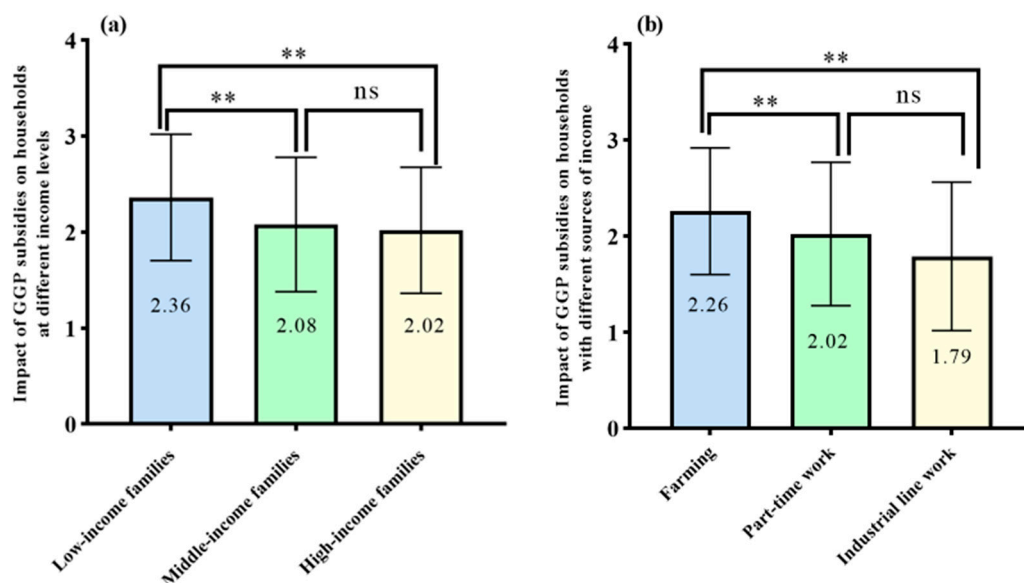 (a)
Impact of GGP subsidies on households
at different income levels
4
3
2
1
0
**
**
ns
2.36
2.08
2.02
Low-income families
Middle-income families
High-income families
(b)
Impact of GGP subsidies on households
with different sources of income
4
3
2
1
0
**
**
ns
2.26
2.02
1.79
Farming
Part-time work
Industrial line work